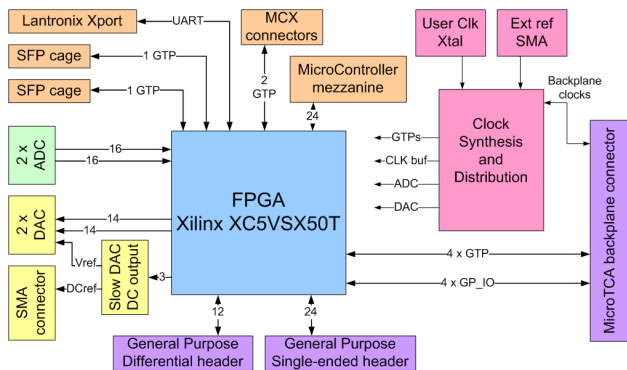 Lantronix Xport
UART
SFP cage
1 GTP
SFP cage
1 GTP
MCX
connectors
2
GTP
MicroController
mezzanine
24
User Clk
Xtal
Ext ref
SMA
Backplane
clocks
Clock
Synthesis
and
Distribution
GTPs
CLK buf
ADC
DAC
2 x
ADC
16
16
FPGA
Xilinx XC5VSX50T
2 x
DAC
14
14
Vref
DCref
Slow DAC
DC output
3
SMA
connector
4 x GTP
4 x GP_IO
MicroTCA backplane connector
12
24
General Purpose
Differential header
General Purpose
Single-ended header